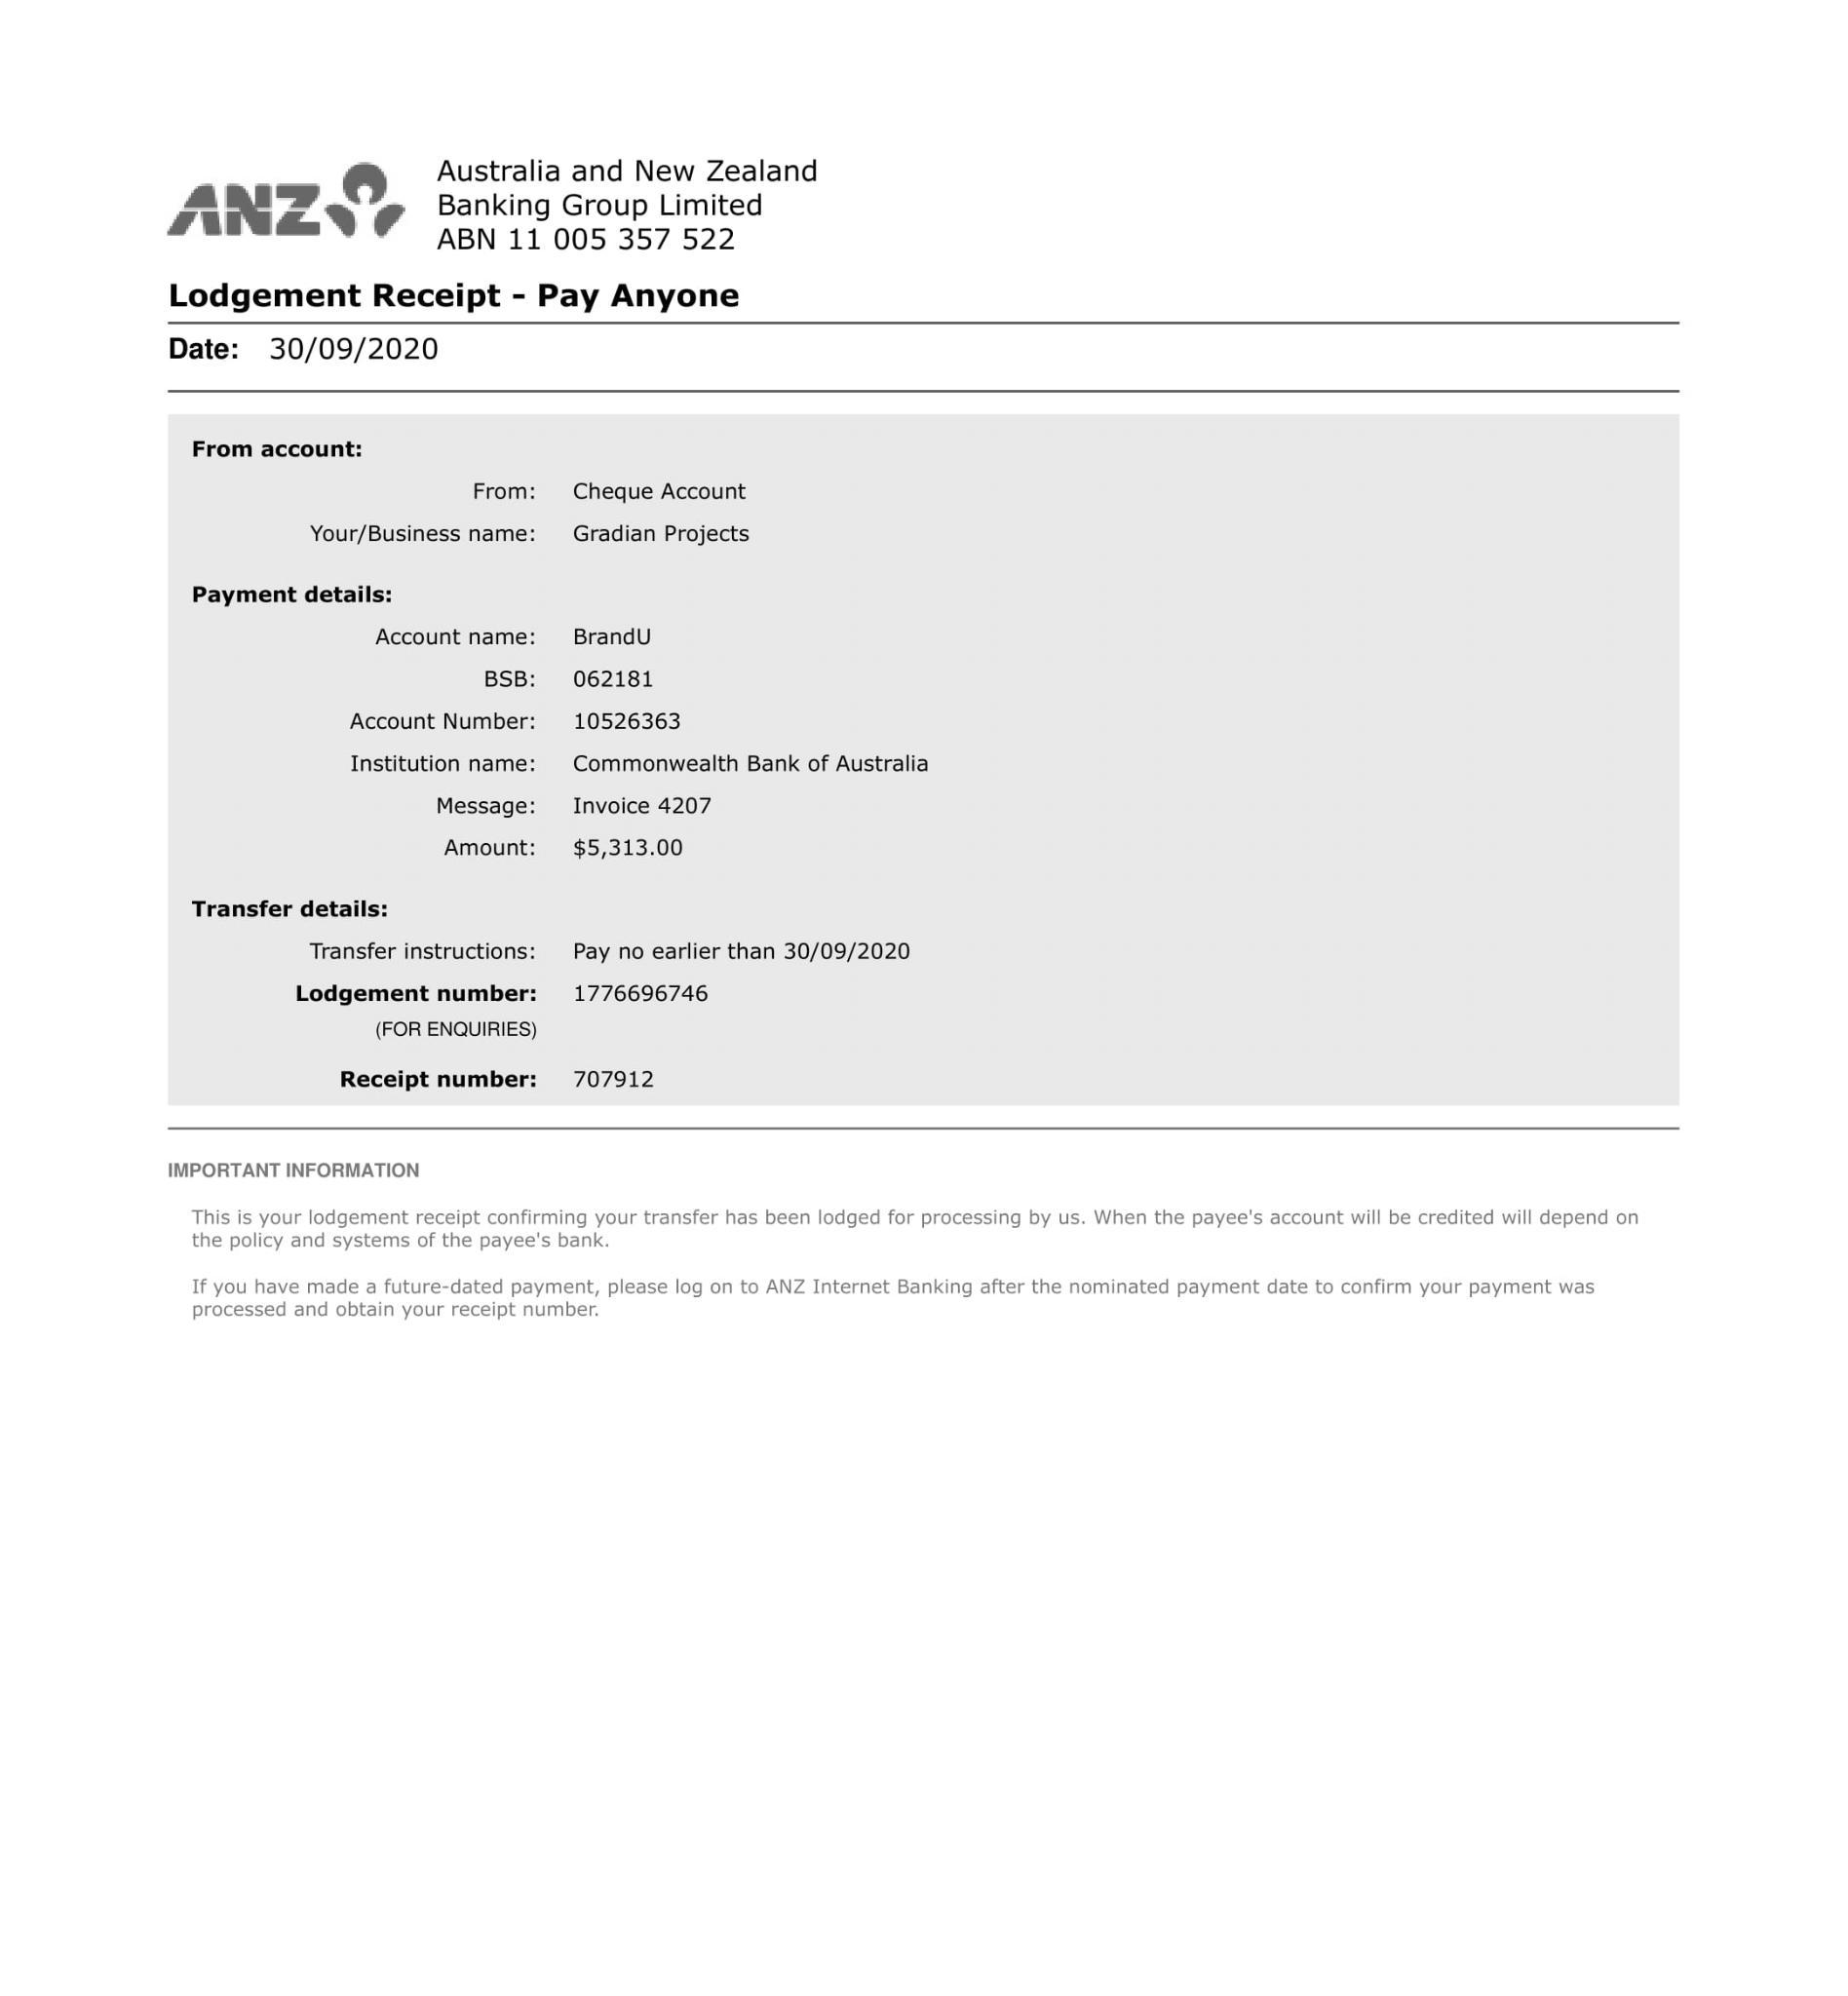 ANZ
Australia and New Zealand
Banking Group Limited
ABN 11 005 357 522
Lodgement Receipt - Pay Anyone
Date: 30/09/2020
From account:
From: Cheque Account
Your/Business name: Gradian Projects
Payment details:
Account name: BrandU
BSB: 062181
Account Number: 10526363
Institution name: Commonwealth Bank of Australia
Message: Invoice 4207
Amount: $5,313.00
Transfer details:
Transfer instructions: Pay no earlier than 30/09/2020
Lodgement number: 1776696746
(FOR ENQUIRIES)
Receipt number: 707912
IMPORTANT INFORMATION
This is your lodgement receipt confirming your transfer has been lodged for processing by us. When the payee's account will be credited will depend on
the policy and systems of the payee's bank.
If you have made a future-dated payment, please log on to ANZ Internet Banking after the nominated payment date to confirm your payment was
processed and obtain your receipt number.